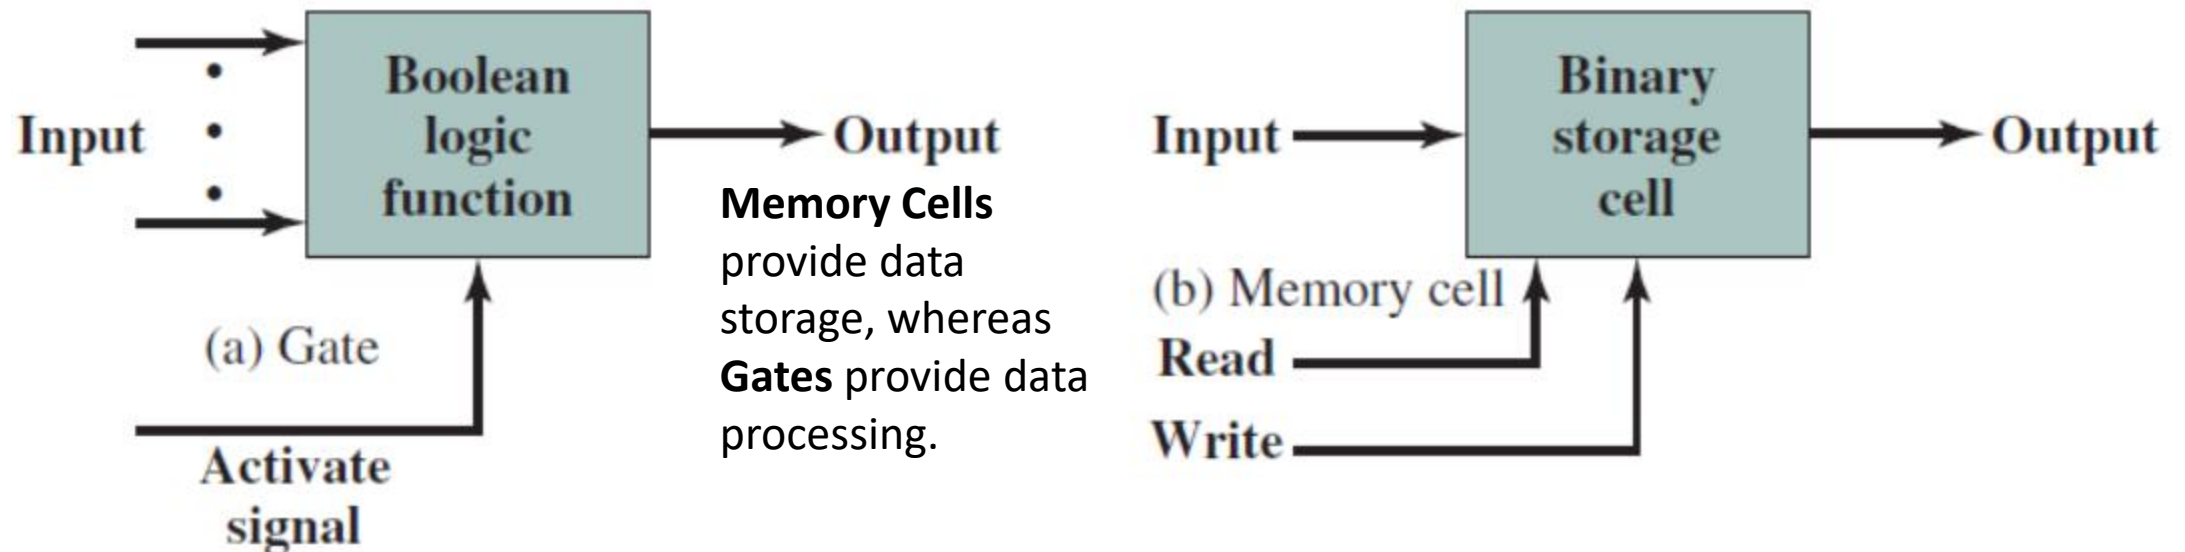 Input
Boolean
logic
function
Output
(a) Gate
Activate
signal
Memory Cells
provide data
storage, whereas
Gates provide data
processing.
Input
Binary
storage
cell
Output
(b) Memory cell
Read
Write